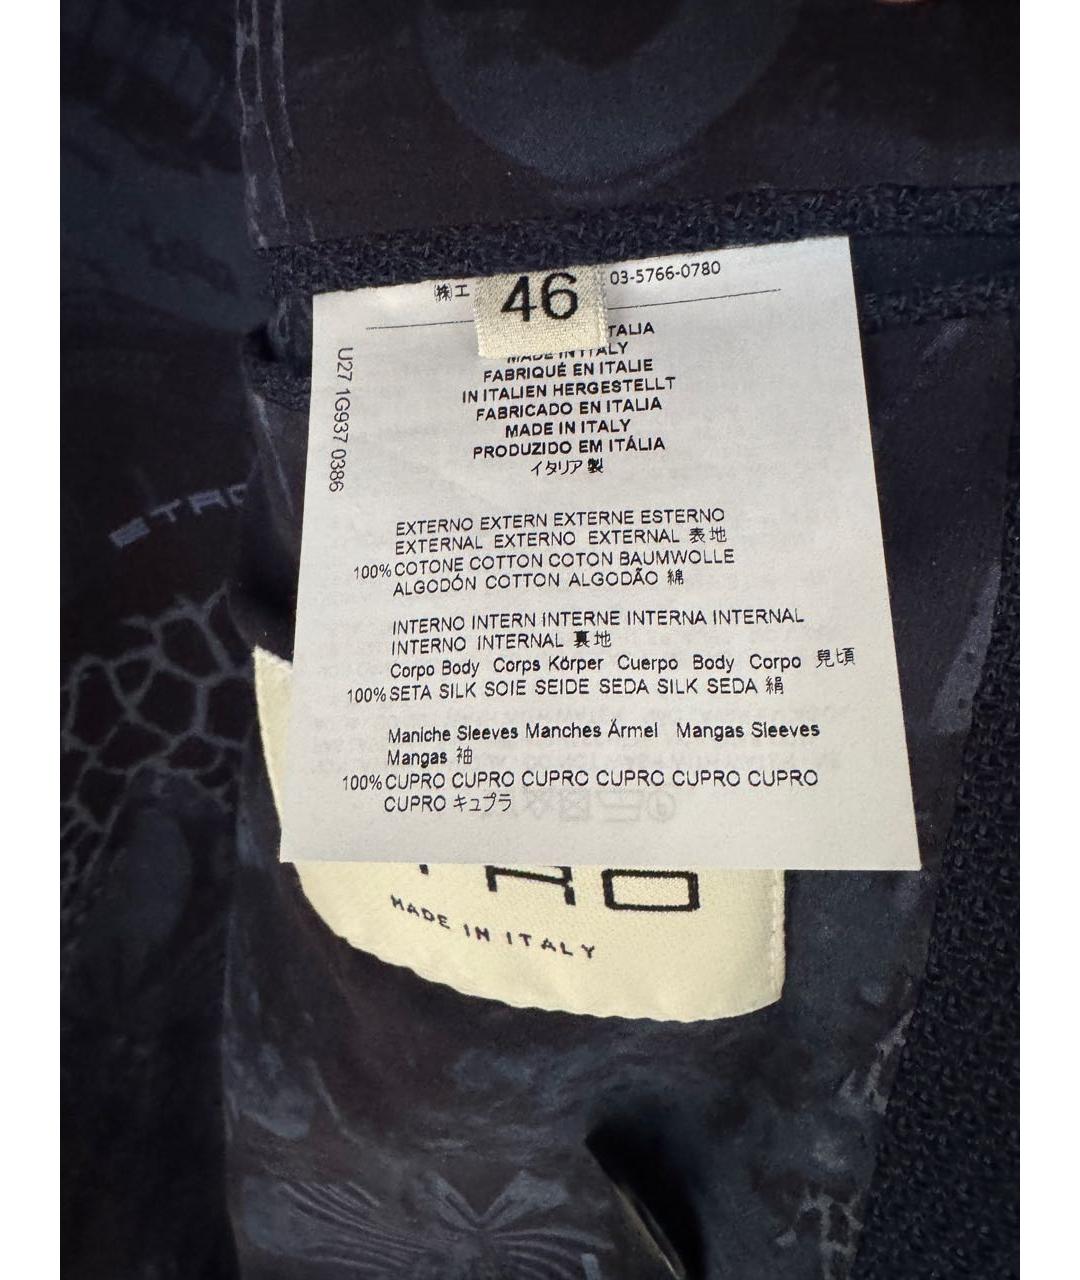 ㈱エ 46 03-5766-0780
TALIA
MADE IN ITALY
FABRIQUÉ EN ITALIE
IN ITALIEN HERGESTELLT
FABRICADO EN ITALIA
MADE IN ITALY
PRODUZIDO EM ITÁLIA
イタリア製
U27 1G937 0386
EXTERNO EXTERN EXTERNE ESTERNO
EXTERNAL EXTERNO EXTERNAL 表地
100% COTONE COTTON COTON BAUMWOLLE
ALGODÓN COTTON ALGODÃO 綿
INTERNO INTERN INTERNE INTERNA INTERNAL
INTERNO INTERNAL 裏地
Corpo Body Corps Körper Cuerpo Body Corpo 見頃
100% SETA SILK SOIE SEIDE SEDA SILK SEDA 絹
Maniche Sleeves Manches Ärmel Mangas Sleeves
Mangas 袖
100% CUPRO CUPRO CUPRO CUPRO CUPRO CUPRO
CUPRO キュプラ
ETRO
TRO
MADE IN ITALY